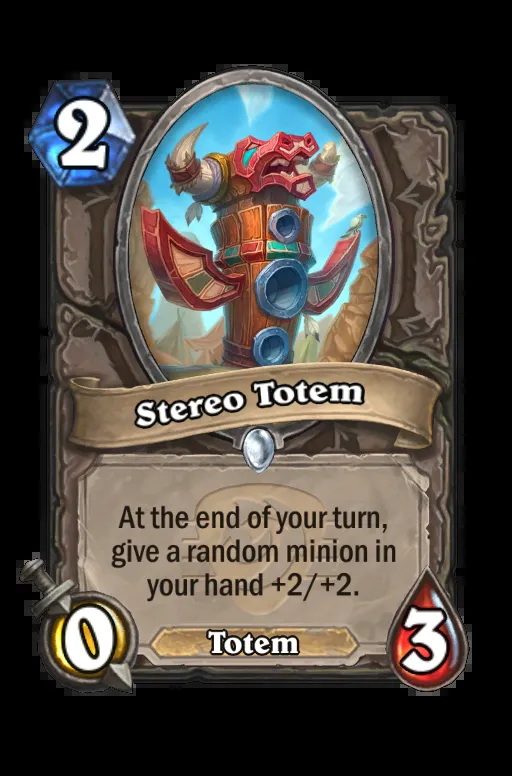 2
Stereo Totem
At the end of your turn,
give a random minion in
your hand +2/+2.
0
Totem
3